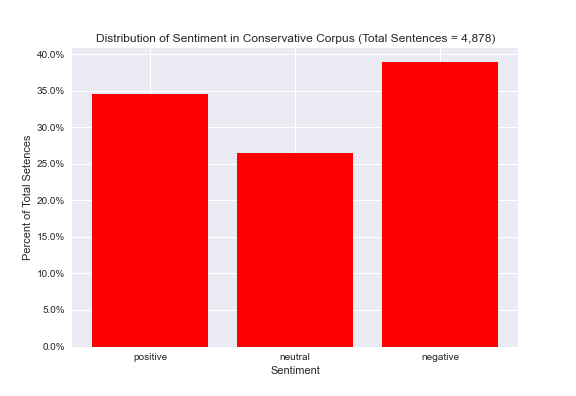 Distribution of Sentiment in Conservative Corpus (Total Sentences = 4,878)
40.0%
35.0%
30.0%
25.0%
20.0%
15.0%
10.0%
5.0%
0.0%
Percent of Total Setences
positive neutral negative
Sentiment